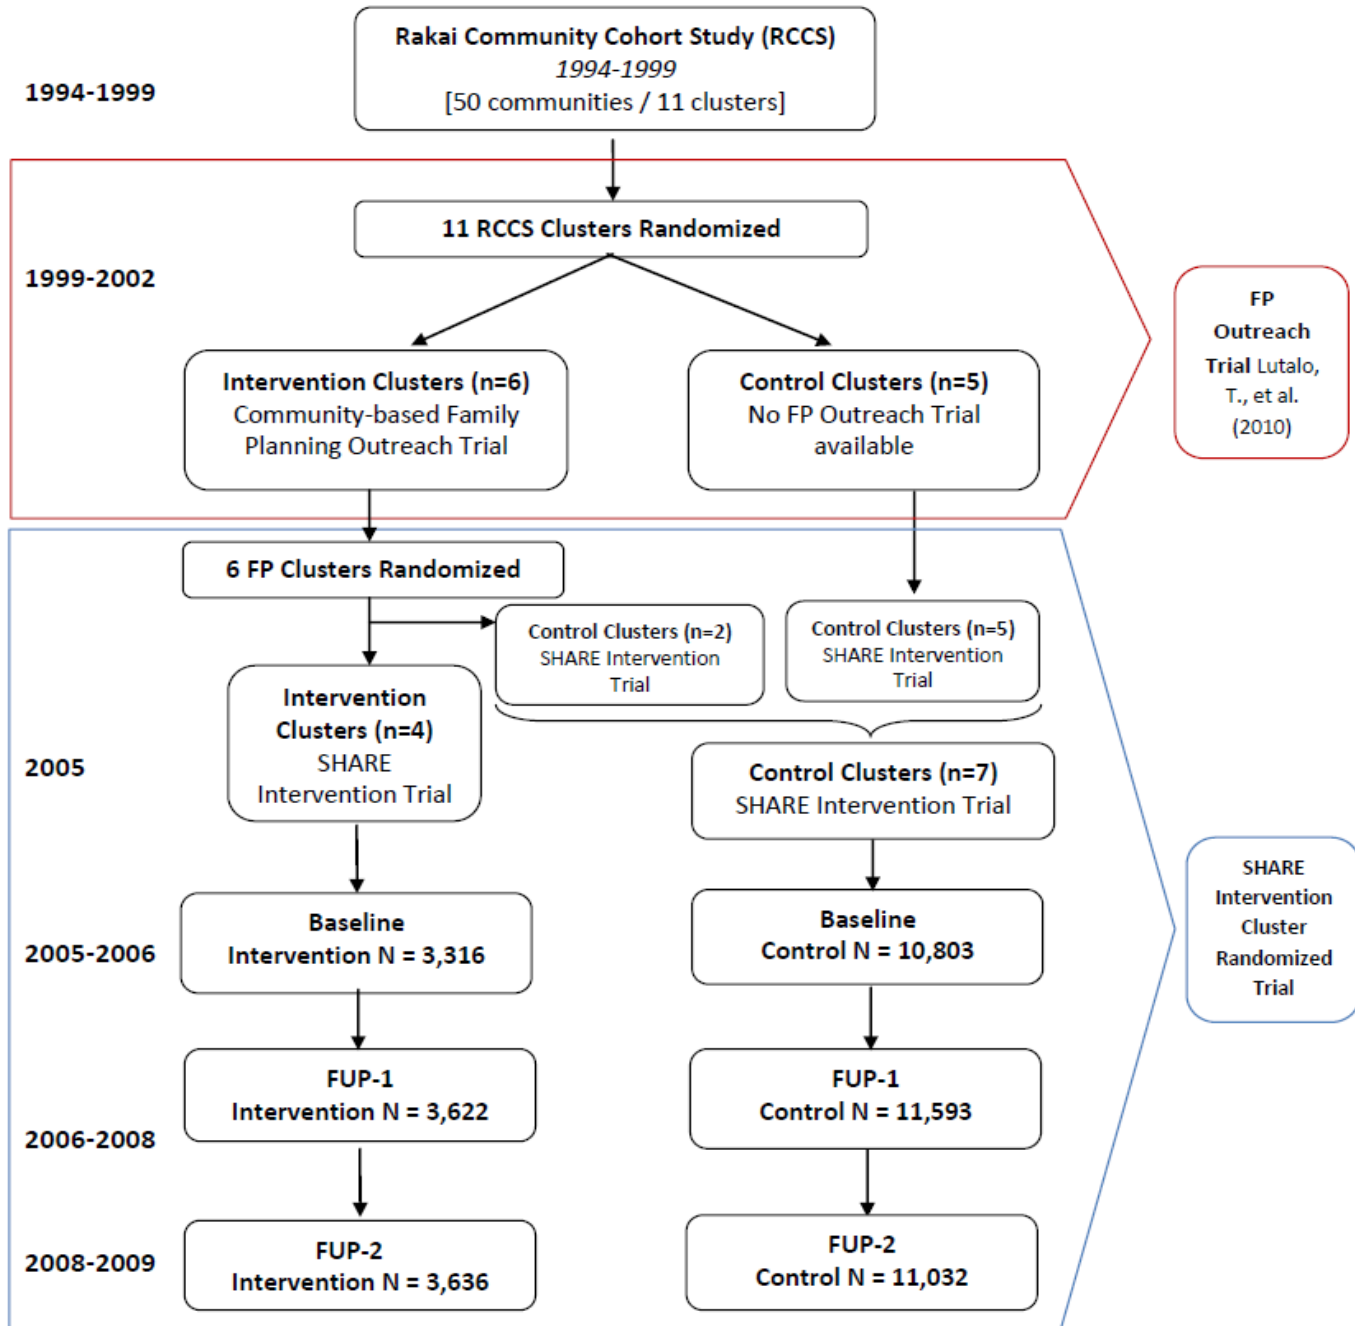 Rakai Community Cohort Study (RCCS)
1994-1999
[50 communities / 11 clusters]
1994-1999
11 RCCS Clusters Randomized
1999-2002
Intervention Clusters (n=6)
Community-based Family
Planning Outreach Trial
Control Clusters (n=5)
No FP Outreach Trial
available
FP
Outreach
Trial Lutalo,
T., et al.
(2010)
6 FP Clusters Randomized
Control Clusters (n=2)
SHARE Intervention
Trial
Control Clusters (n=5)
SHARE Intervention
Trial
Intervention
Clusters (n=4)
SHARE
Intervention Trial
2005
Control Clusters (n=7)
SHARE Intervention Trial
SHARE
Intervention
Cluster
Randomized
Trial
2005-2006
Baseline
Intervention N = 3,316
Baseline
Control N = 10,803
2006-2008
FUP-1
Intervention N = 3,622
FUP-1
Control N = 11,593
2008-2009
FUP-2
Intervention N = 3,636
FUP-2
Control N = 11,032